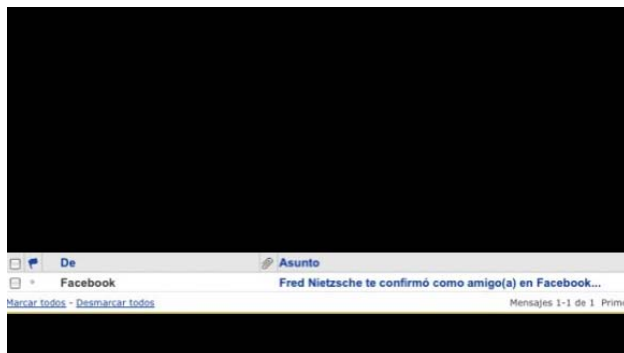 De Asunto
Facebook Fred Nietzsche te confirmó como amigo(a) en Facebook...
Marcar todos - Desmarcar todos Mensajes 1-1 de 1